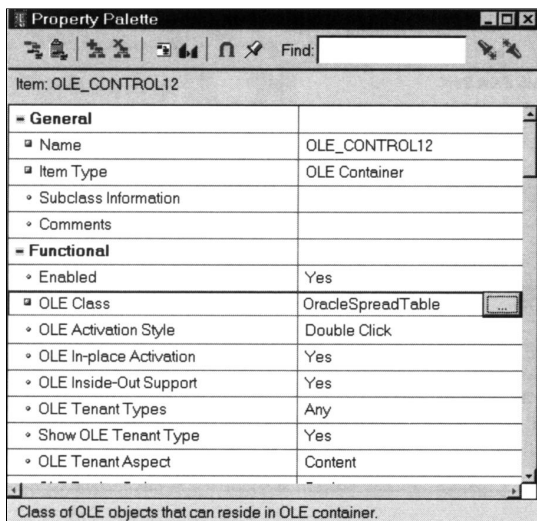 Property Palette
Find:
Item: OLE_CONTROL12
General
Name OLE_CONTROL12
Item Type OLE Container
Subclass Information
Comments
Functional
Enabled Yes
OLE Class OracleSpreadTable ...
OLE Activation Style Double Click
OLE In-place Activation Yes
OLE Inside-Out Support Yes
OLE Tenant Types Any
Show OLE Tenant Type Yes
OLE Tenant Aspect Content
Class of OLE objects that can reside in OLE container.